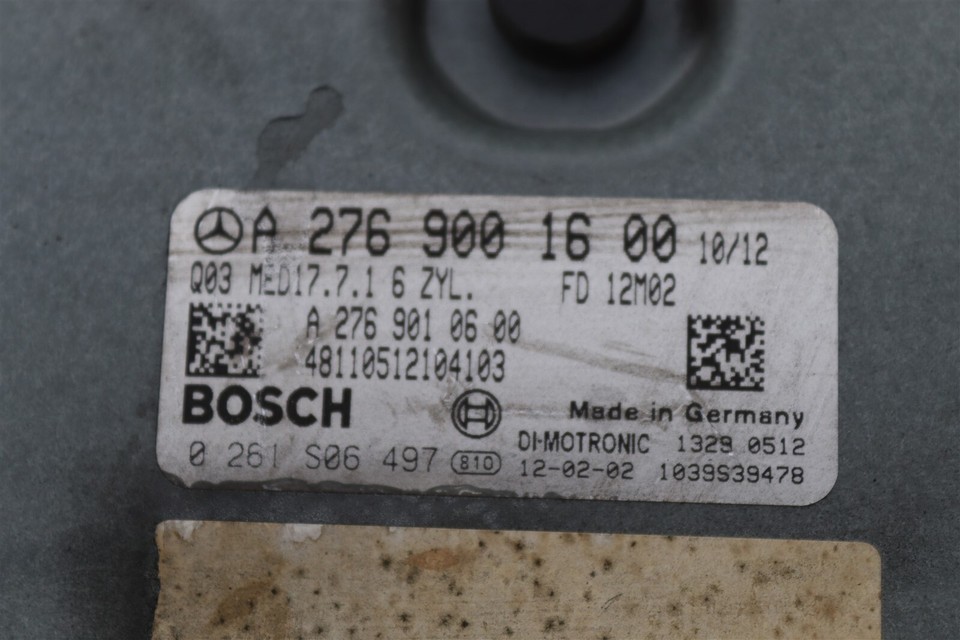 A 276 900 16 00 10/12
Q03 MED17.7.1 6 ZYL. FD 12M02
A 276 901 06 00
48110512104103
BOSCH
Made in Germany
0 261 S06 497 810
DI-MOTRONIC 1329 0512
12-02-02 1039S39478